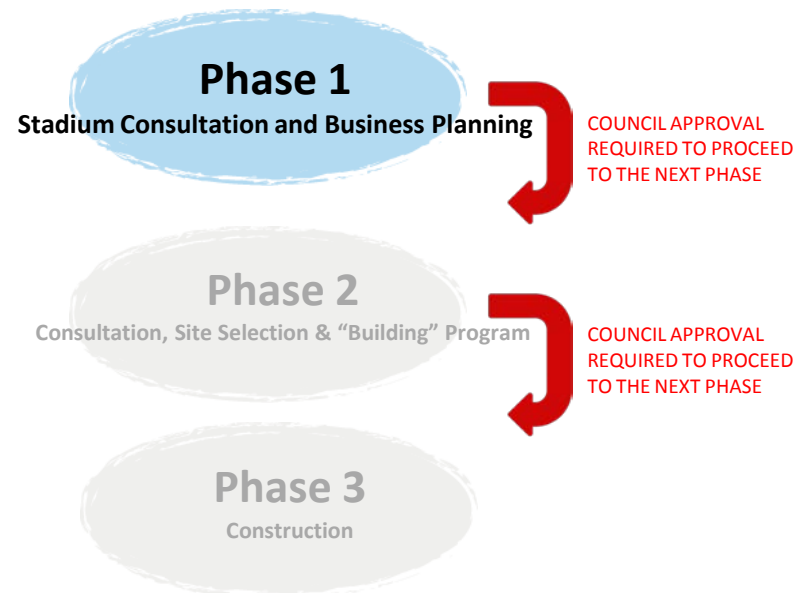 Phase 1
Stadium Consultation and Business Planning
COUNCIL APPROVAL
REQUIRED TO PROCEED
TO THE NEXT PHASE
Phase 2
Consultation, Site Selection & “Building” Program
COUNCIL APPROVAL
REQUIRED TO PROCEED
TO THE NEXT PHASE
Phase 3
Construction